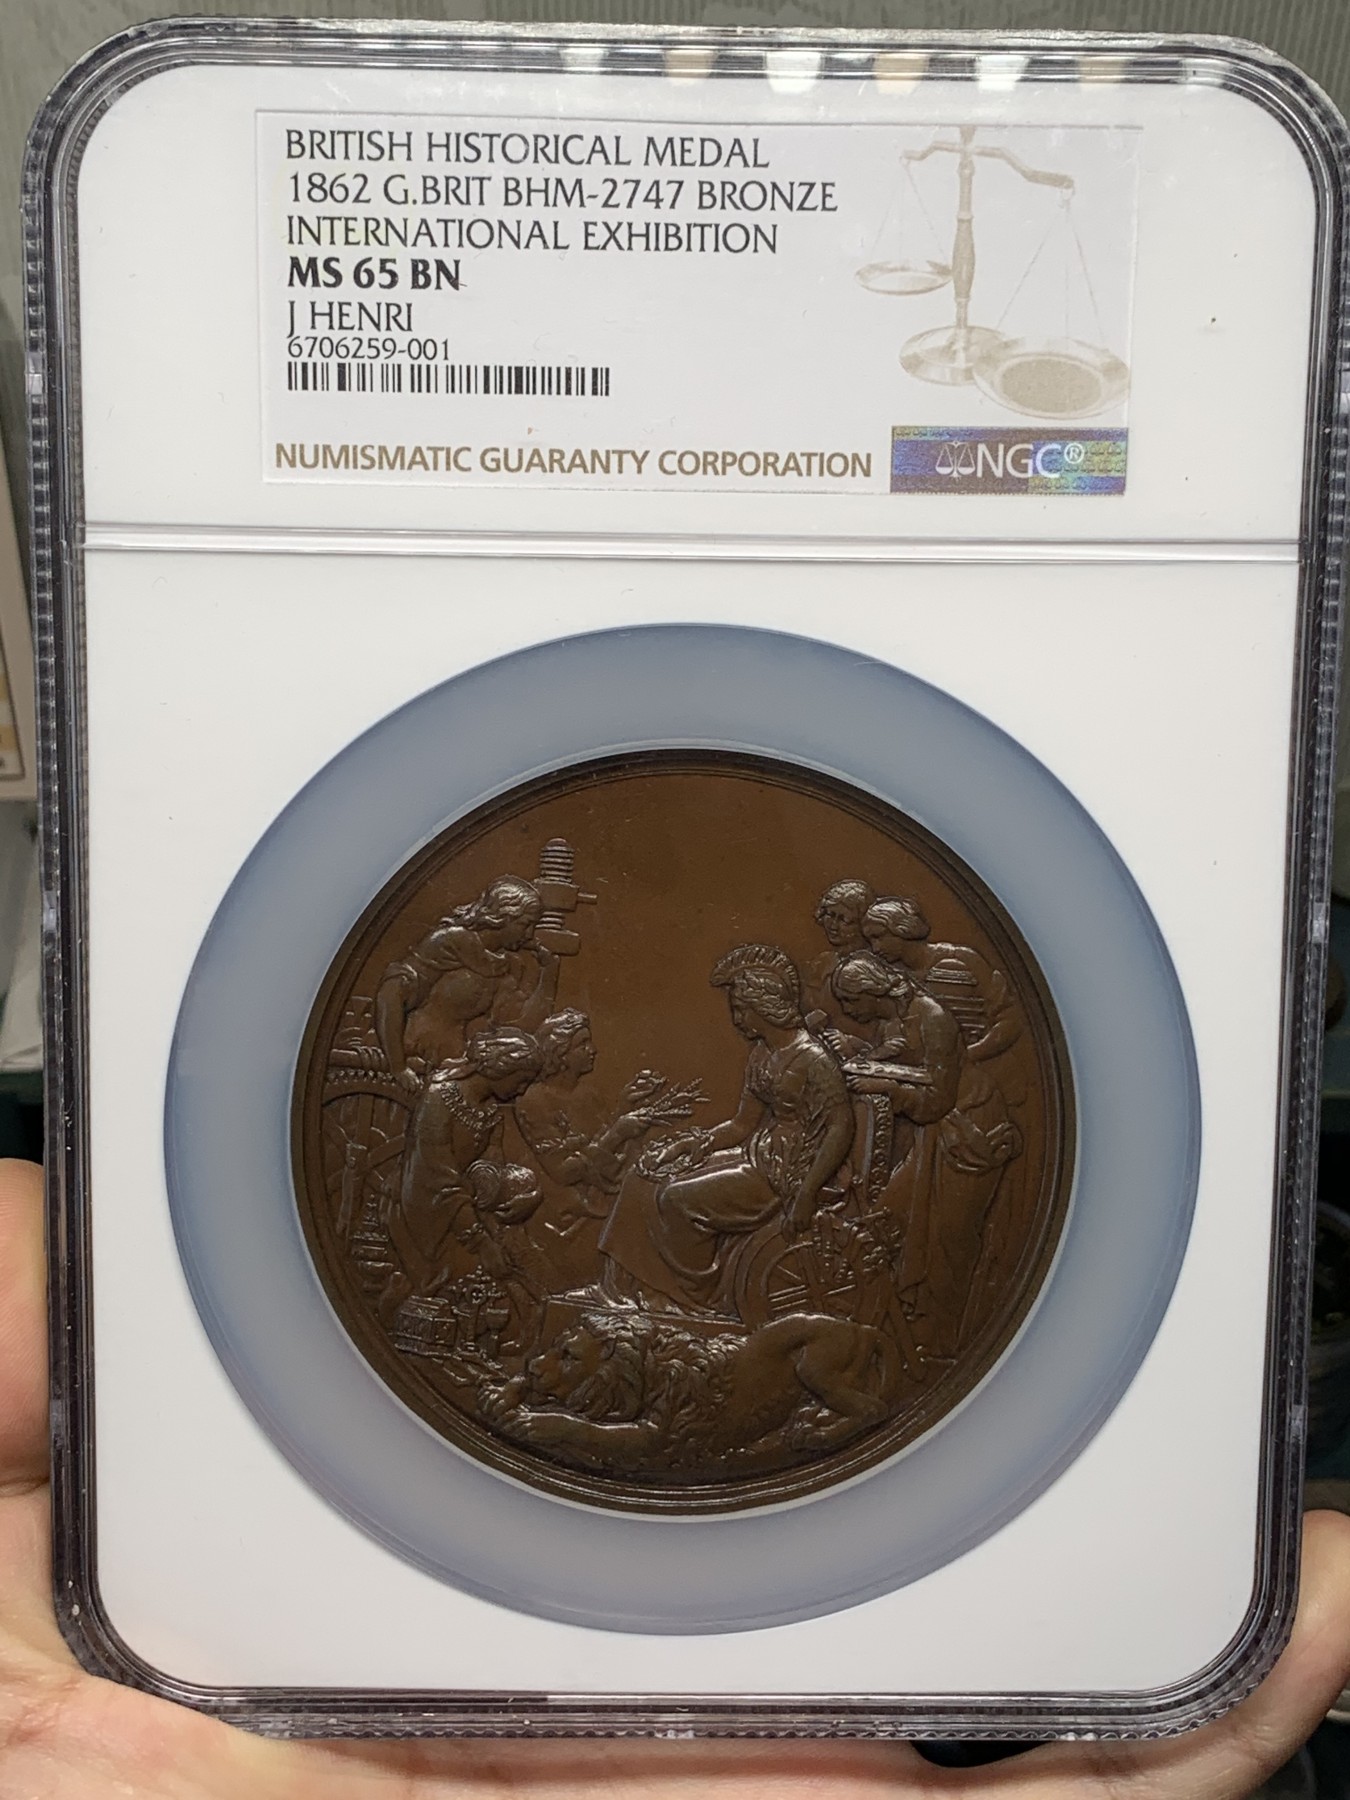 BRITISH HISTORICAL MEDAL
1862 G.BRIT BHM-2747 BRONZE
INTERNATIONAL EXHIBITION
MS 65 BN
J HENRI
6706259-001
NUMISMATIC GUARANTY CORPORATION
NGC®